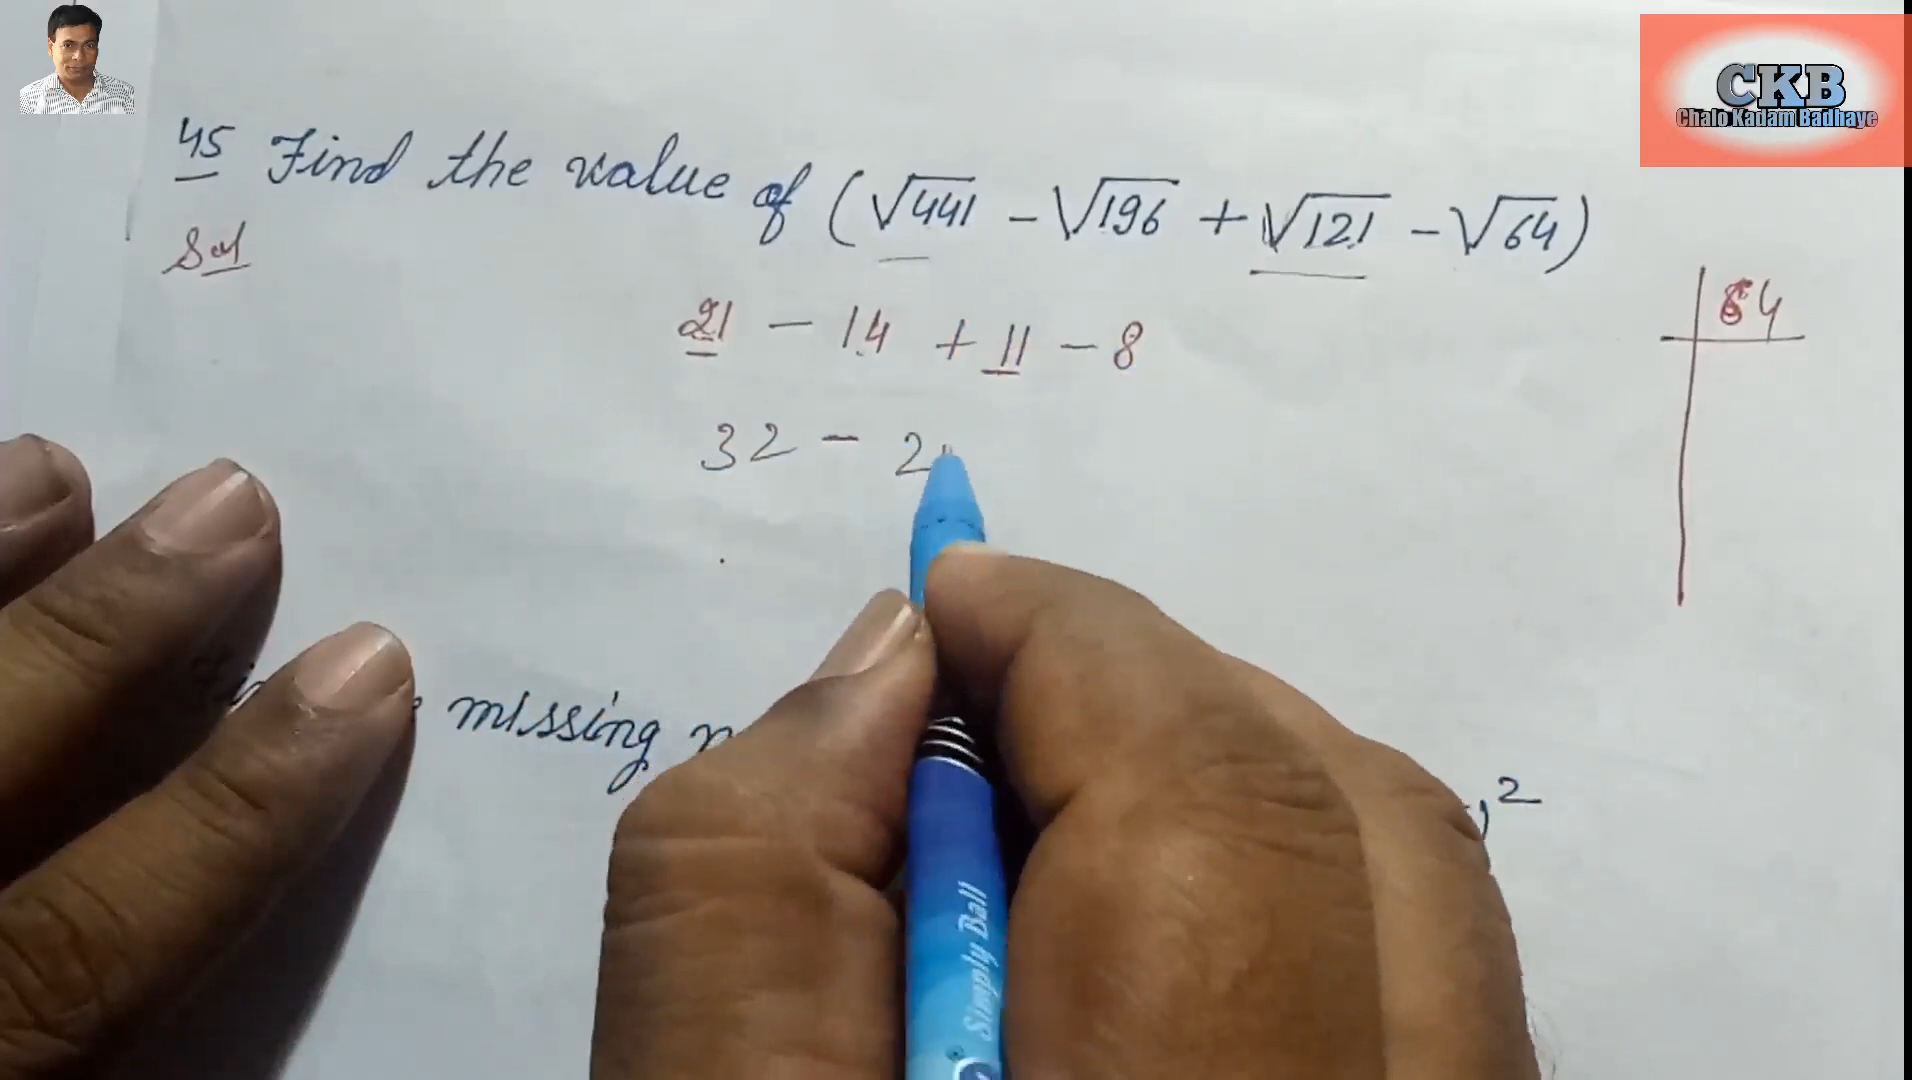 CKB
Chalo Kadam Badhaye
45 Find the value of (√441 - √196 + √121 - √64)
Sol
21 - 14 + 11 - 8
64
32 - 2
missing
2
Simply Ball